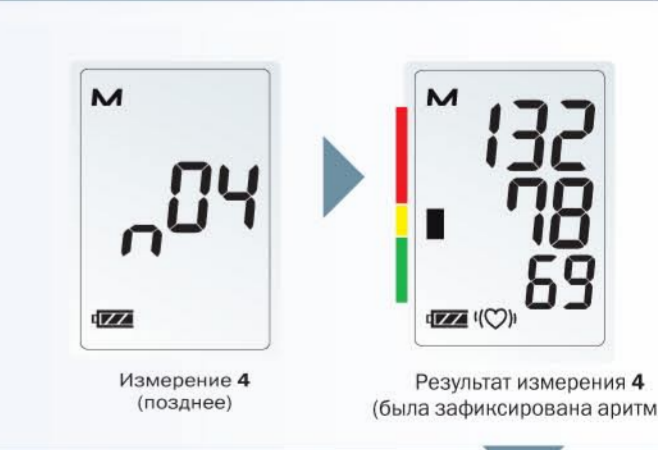 M
n04
Измерение 4
(позднее)
M
132
78
69
Результат измерения 4
(была зафиксирована аритм